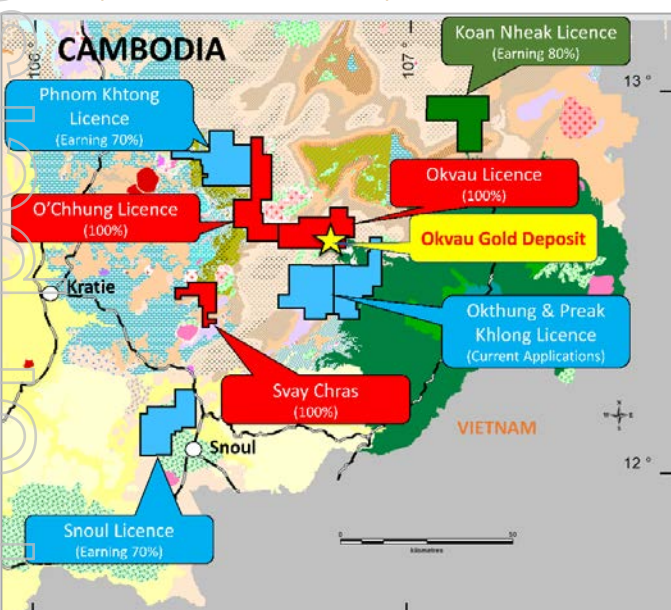 CAMBODIA
Koan Nheak Licence
(Earning 80%)
106
107
13 °
Phnom Khtong
Licence
(Earning 70%)
Okvau Licence
(100%)
O'Chhung Licence
(100%)
Okvau Gold Deposit
Kratie
Okthung & Preak
Khlong Licence
(Current Applications)
Svay Chras
(100%)
VIETNAM
Snoul
12 °
Snoul Licence
(Earning 70%)
0
50
kilometres